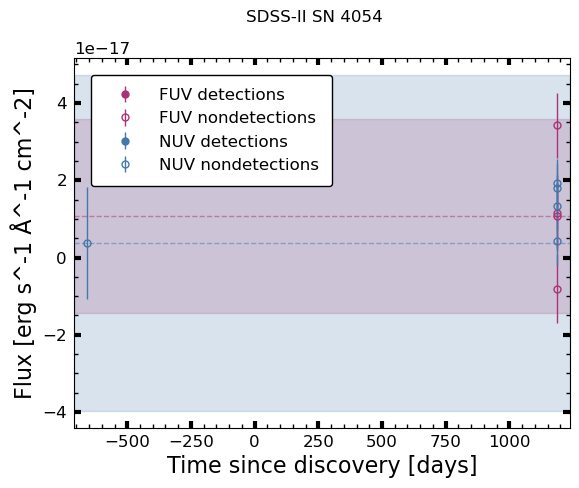 SDSS-II SN 4054
1e−17
FUV detections
FUV nondetections
NUV detections
NUV nondetections
4
2
0
−2
−4
Flux [erg s^-1 Å^-1 cm^-2]
−500 −250 0 250 500 750 1000
Time since discovery [days]